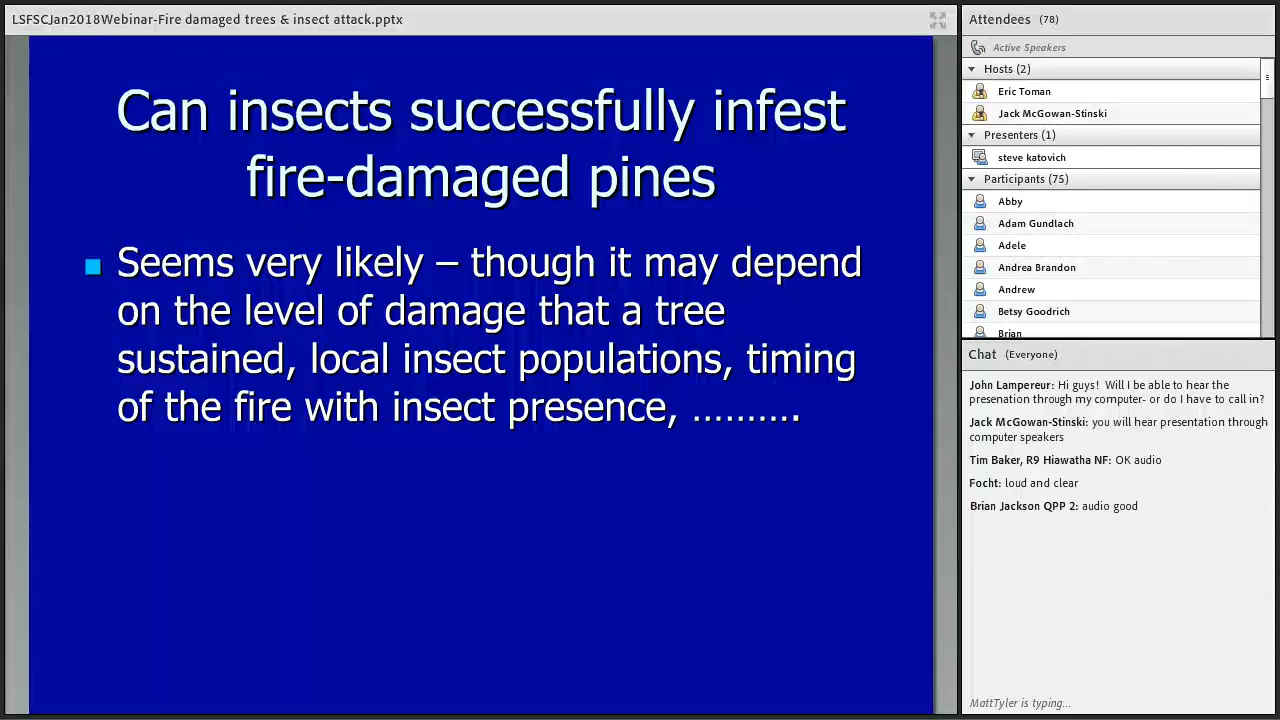 LSFSCJan2018Webinar-Fire damaged trees & insect attack.pptx
Can insects successfully infest
fire-damaged pines
Seems very likely – though it may depend
on the level of damage that a tree
sustained, local insect populations, timing
of the fire with insect presence, ……….
Attendees (78)
Active Speakers
Hosts (2)
Eric Toman
Jack McGowan-Stinski
Presenters (1)
steve katovich
Participants (75)
Abby
Adam Gundlach
Adele
Andrea Brandon
Andrew
Betsy Goodrich
Brian
Chat (Everyone)
John Lampereur: Hi guys! Will I be able to hear the
presenation through my computer- or do I have to call in?
Jack McGowan-Stinski: you will hear presentation through
computer speakers
Tim Baker, R9 Hiawatha NF: OK audio
Focht: loud and clear
Brian Jackson QPP 2: audio good
MattTyler is typing...